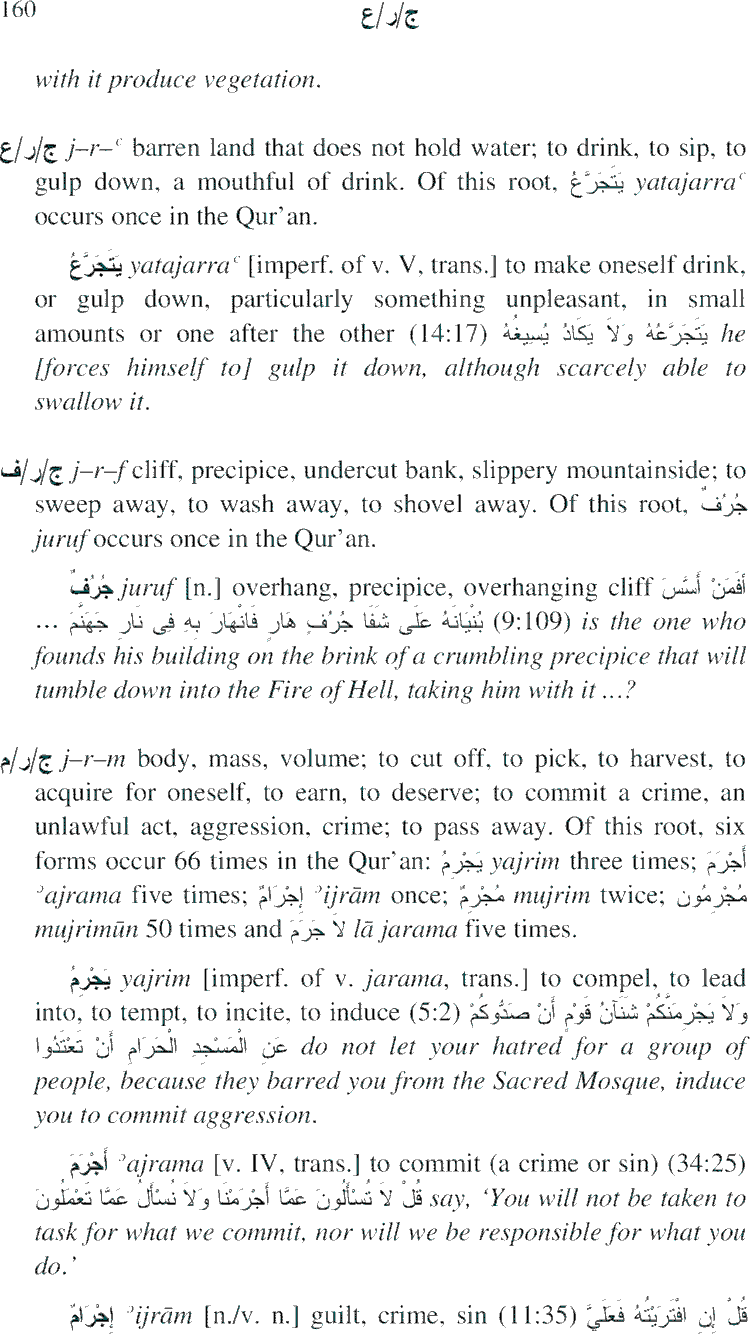 160
ج/ر/ع
with it produce vegetation.
ج/ر/ع j–r–ʿ barren land that does not hold water; to drink, to sip, to
gulp down, a mouthful of drink. Of this root, يَتَجَرَّعُ yatajarraʿ
occurs once in the Qur’an.
يَتَجَرَّعُ yatajarraʿ [imperf. of v. V, trans.] to make oneself drink,
or gulp down, particularly something unpleasant, in small
amounts or one after the other (14:17) يَتَجَرَّعُهُ وَلاَ يَكَادُ يُسِيغُهُ he
[forces himself to] gulp it down, although scarcely able to
swallow it.
ج/ر/ف j–r–f cliff, precipice, undercut bank, slippery mountainside; to
sweep away, to wash away, to shovel away. Of this root, جُرُفٌ
juruf occurs once in the Qur’an.
جُرُفٌ juruf [n.] overhang, precipice, overhanging cliff أَفَمَنْ أَسَّسَ
بُنْيَانَهُ عَلَى شَفَا جُرُفٍ هَارٍ فَانْهَارَ بِهِ فِى نَارِ جَهَنَّمَ ... (9:109) is the one who
founds his building on the brink of a crumbling precipice that will
tumble down into the Fire of Hell, taking him with it ...?
ج/ر/م j–r–m body, mass, volume; to cut off, to pick, to harvest, to
acquire for oneself, to earn, to deserve; to commit a crime, an
unlawful act, aggression, crime; to pass away. Of this root, six
forms occur 66 times in the Qur’an: يَجْرِمُ yajrim three times; أَجْرَمَ
ʾajrama five times; إِجْرَامٌ ʾijrām once; مُجْرِمٌ mujrim twice; مُجْرِمُون
mujrimūn 50 times and لاَ جَرَمَ lā jarama five times.
يَجْرِمُ yajrim [imperf. of v. jarama, trans.] to compel, to lead
into, to tempt, to incite, to induce (5:2) وَلاَ يَجْرِمَنَّكُمْ شَنَآنُ قَوْمٍ أَنْ صَدُّوكُمْ
عَنِ الْمَسْجِدِ الْحَرَامِ أَنْ تَعْتَدُوا do not let your hatred for a group of
people, because they barred you from the Sacred Mosque, induce
you to commit aggression.
أَجْرَمَ ʾajrama [v. IV, trans.] to commit (a crime or sin) (34:25)
قُلْ لاَ تُسْأَلُونَ عَمَّا أَجْرَمْنَا وَلاَ نُسْأَلُ عَمَّا تَعْمَلُونَ say, ‘You will not be taken to
task for what we commit, nor will we be responsible for what you
do.’
إِجْرَامٌ ʾijrām [n./v. n.] guilt, crime, sin (11:35) قُلْ إِنِ افْتَرَيْتُهُ فَعَلَيَّ